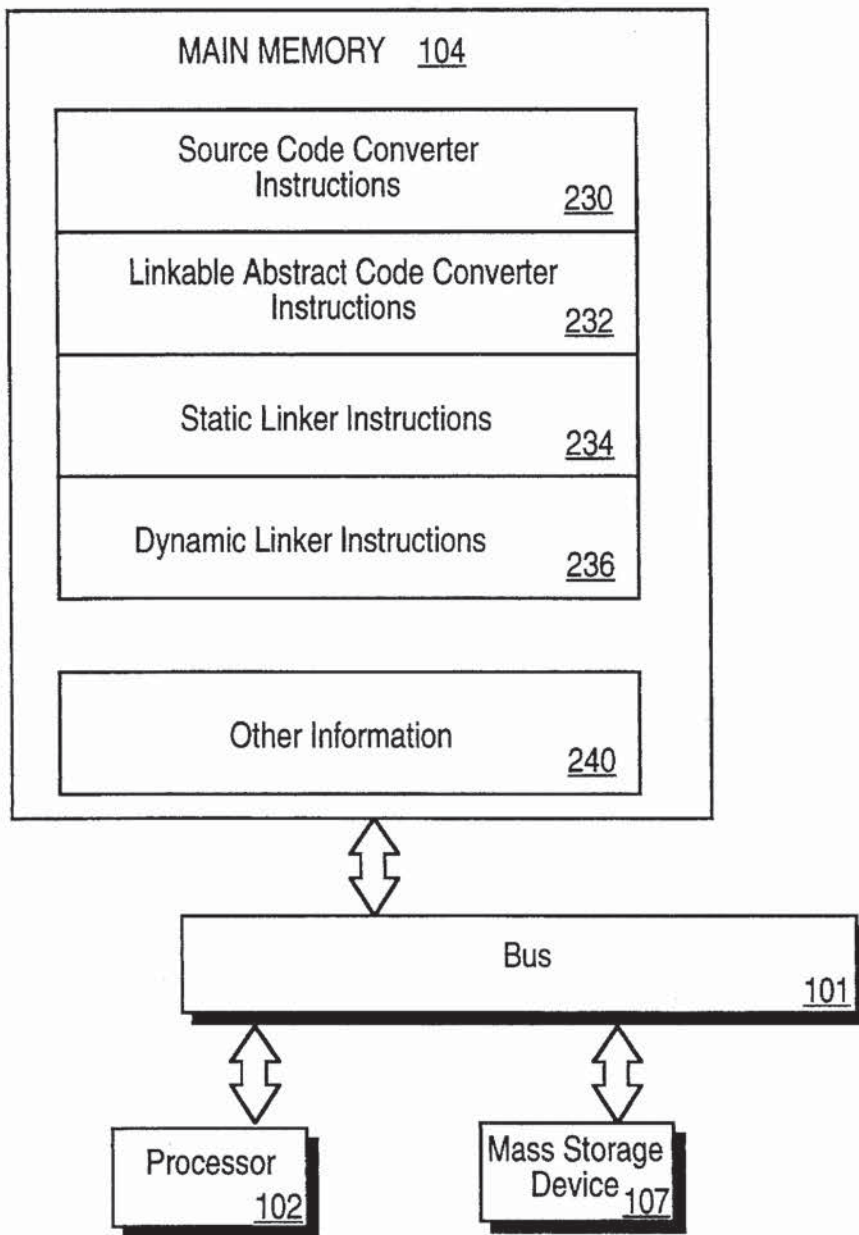 MAIN MEMORY 104
Source Code Converter
Instructions
230
Linkable Abstract Code Converter
Instructions
232
Static Linker Instructions
234
Dynamic Linker Instructions
236
Other Information
240
Bus
101
Processor
102
Mass Storage
Device 107